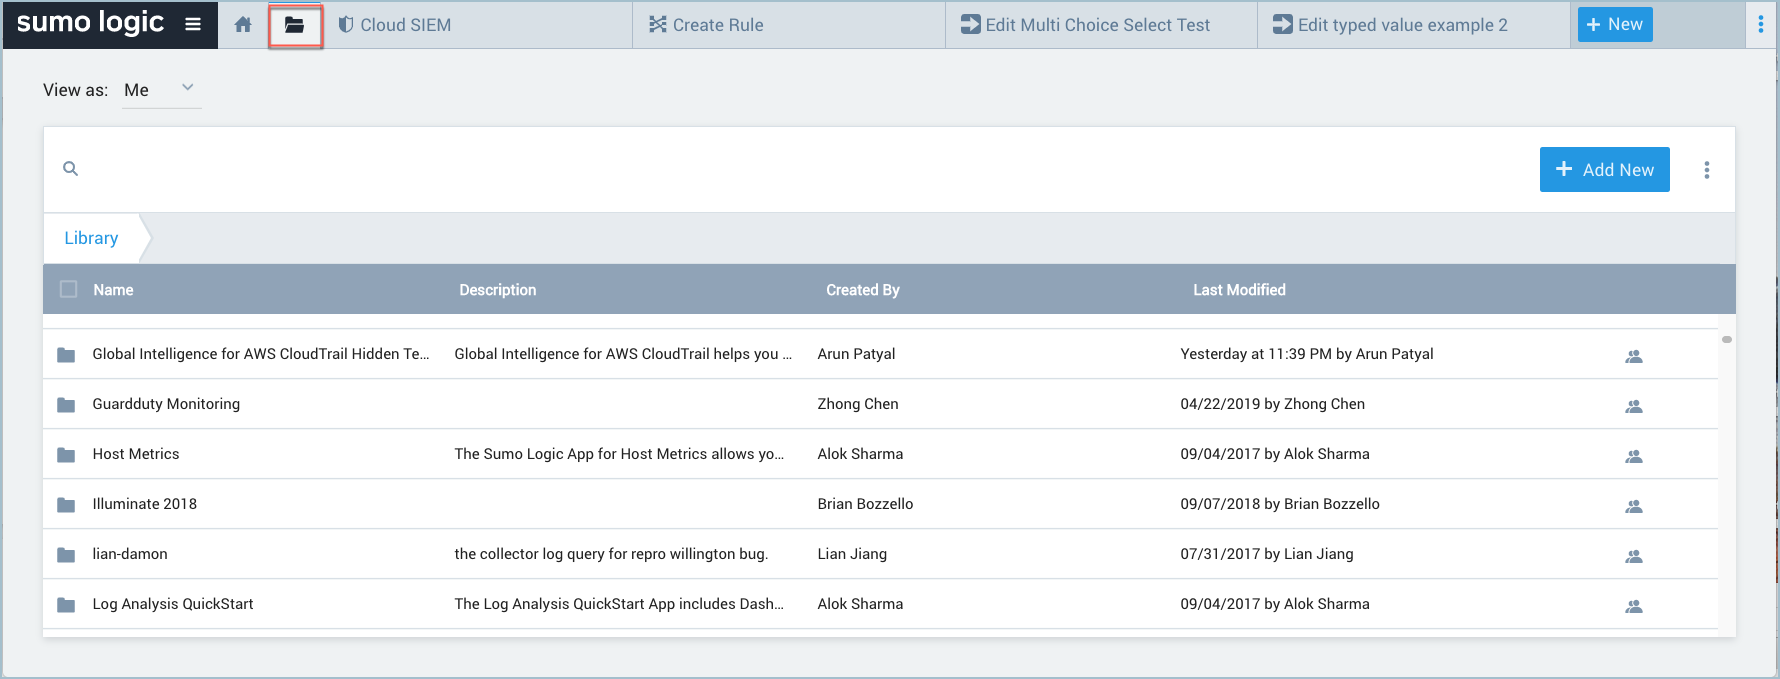 sumo logic Cloud SIEM Create Rule Edit Multi Choice Select Test Edit typed value example 2 + New
View as: Me
+ Add New
Library
Name Description Created By Last Modified
Global Intelligence for AWS CloudTrail Hidden Te... Global Intelligence for AWS CloudTrail helps you ... Arun Patyal Yesterday at 11:39 PM by Arun Patyal
Guardduty Monitoring Zhong Chen 04/22/2019 by Zhong Chen
Host Metrics The Sumo Logic App for Host Metrics allows yo... Alok Sharma 09/04/2017 by Alok Sharma
Illuminate 2018 Brian Bozzello 09/07/2018 by Brian Bozzello
lian-damon the collector log query for repro willington bug. Lian Jiang 07/31/2017 by Lian Jiang
Log Analysis QuickStart The Log Analysis QuickStart App includes Dash... Alok Sharma 09/04/2017 by Alok Sharma